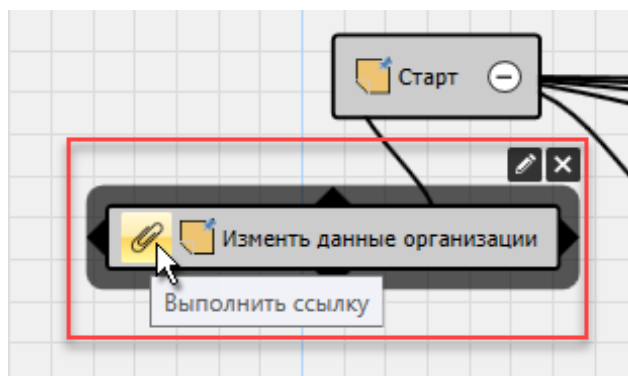 Старт
Изменть данные организации
Выполнить ссылку